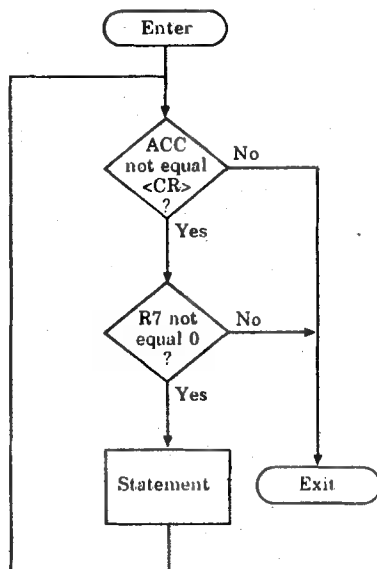 Enter
ACC
not equal
<CR>
?
No
Yes
R7 not
equal 0
?
No
Yes
Statement
Exit